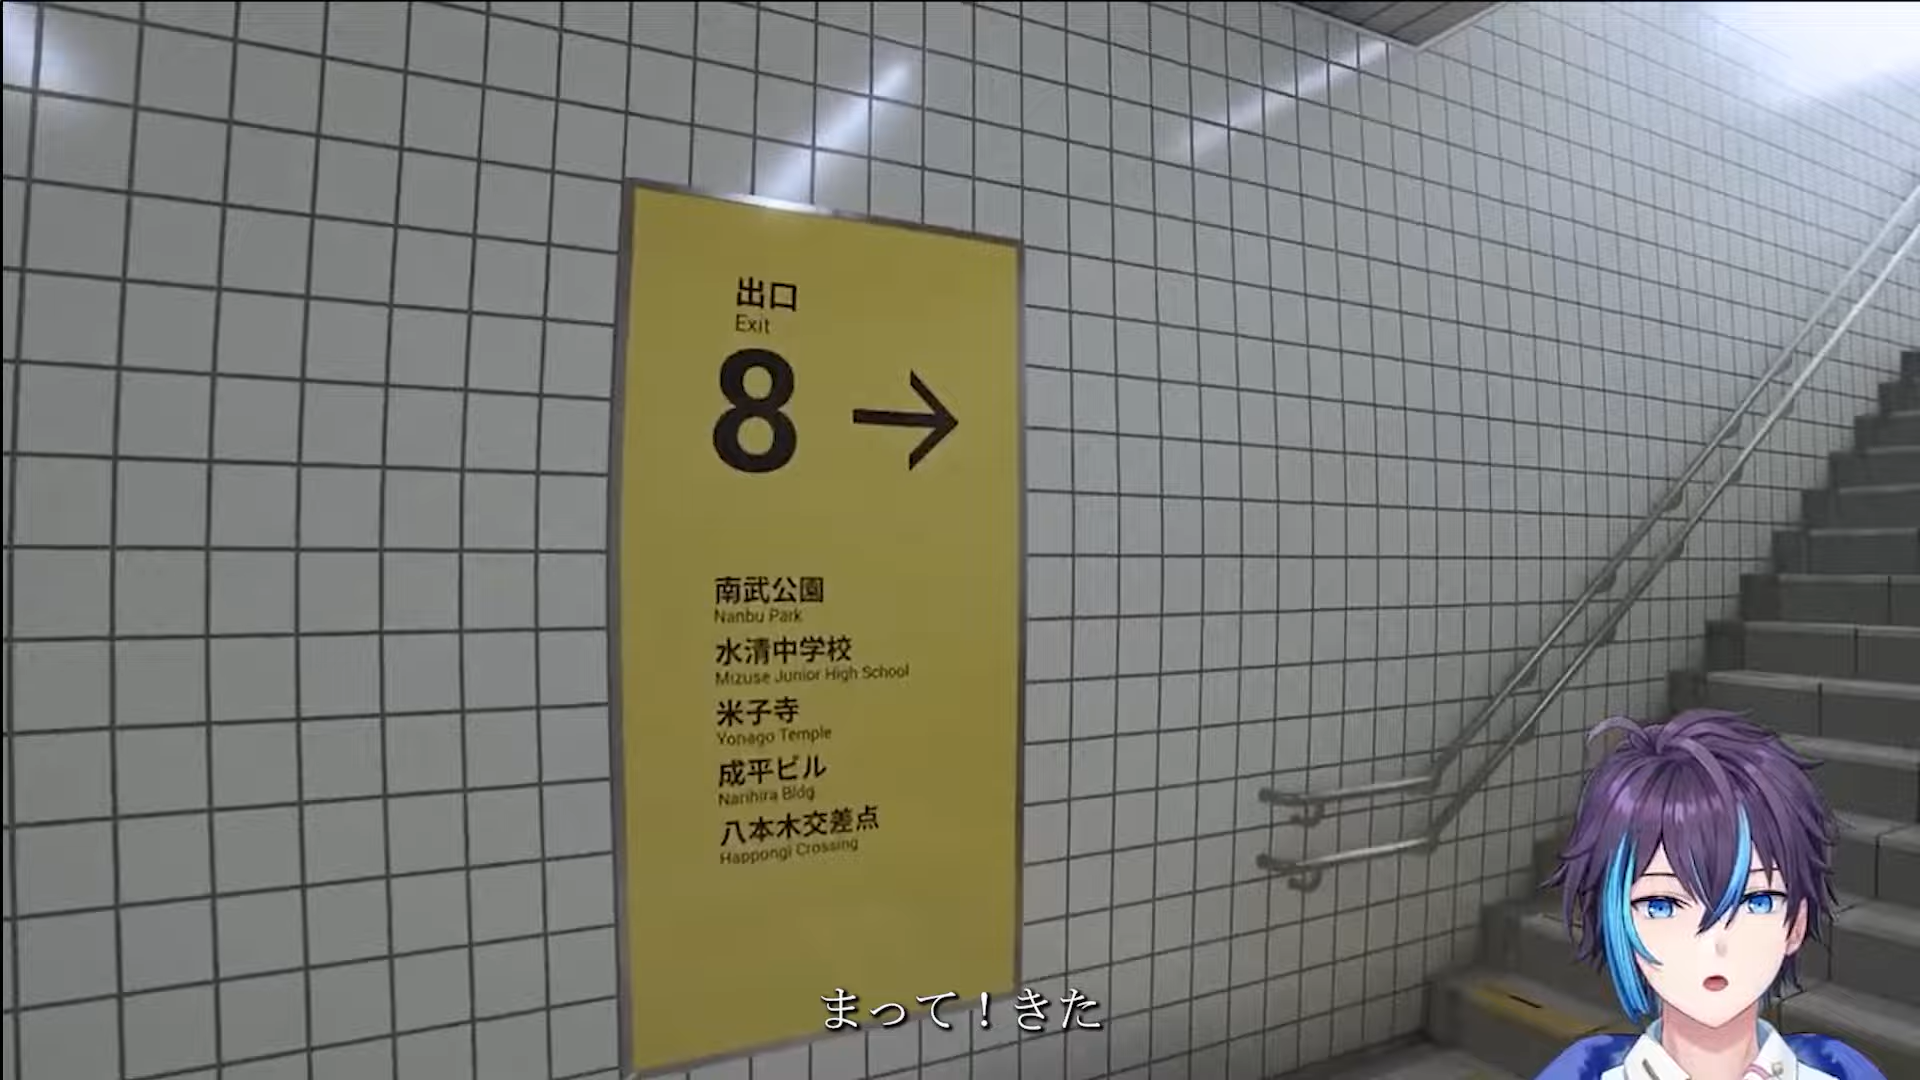 出口
Exit
8 →
南武公園
Nanbu Park
水清中学校
Mizuse Junior High School
米子寺
Yonago Temple
成平ビル
Narihira Bldg
八本木交差点
Happongi Crossing
まって！きた